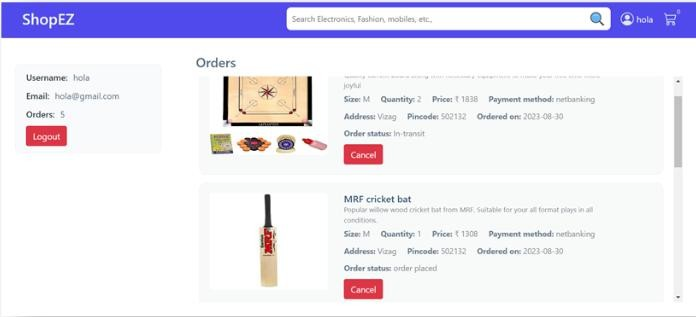 ShopEZ
Search Electronics, Fashion, mobiles, etc.,
hola
0
Username: hola
Email: hola@gmail.com
Orders: 5
Logout
Orders
joyful
Size: M Quantity: 2 Price: ₹ 1838 Payment method: netbanking
Address: Vizag Pincode: 502132 Ordered on: 2023-08-30
Order status: In-transit
Cancel
MRF cricket bat
Popular willow wood cricket bat from MRF. Suitable for your all format plays in all
conditions.
Size: M Quantity: 1 Price: ₹ 1308 Payment method: netbanking
Address: Vizag Pincode: 502132 Ordered on: 2023-08-30
Order status: order placed
Cancel
MRF